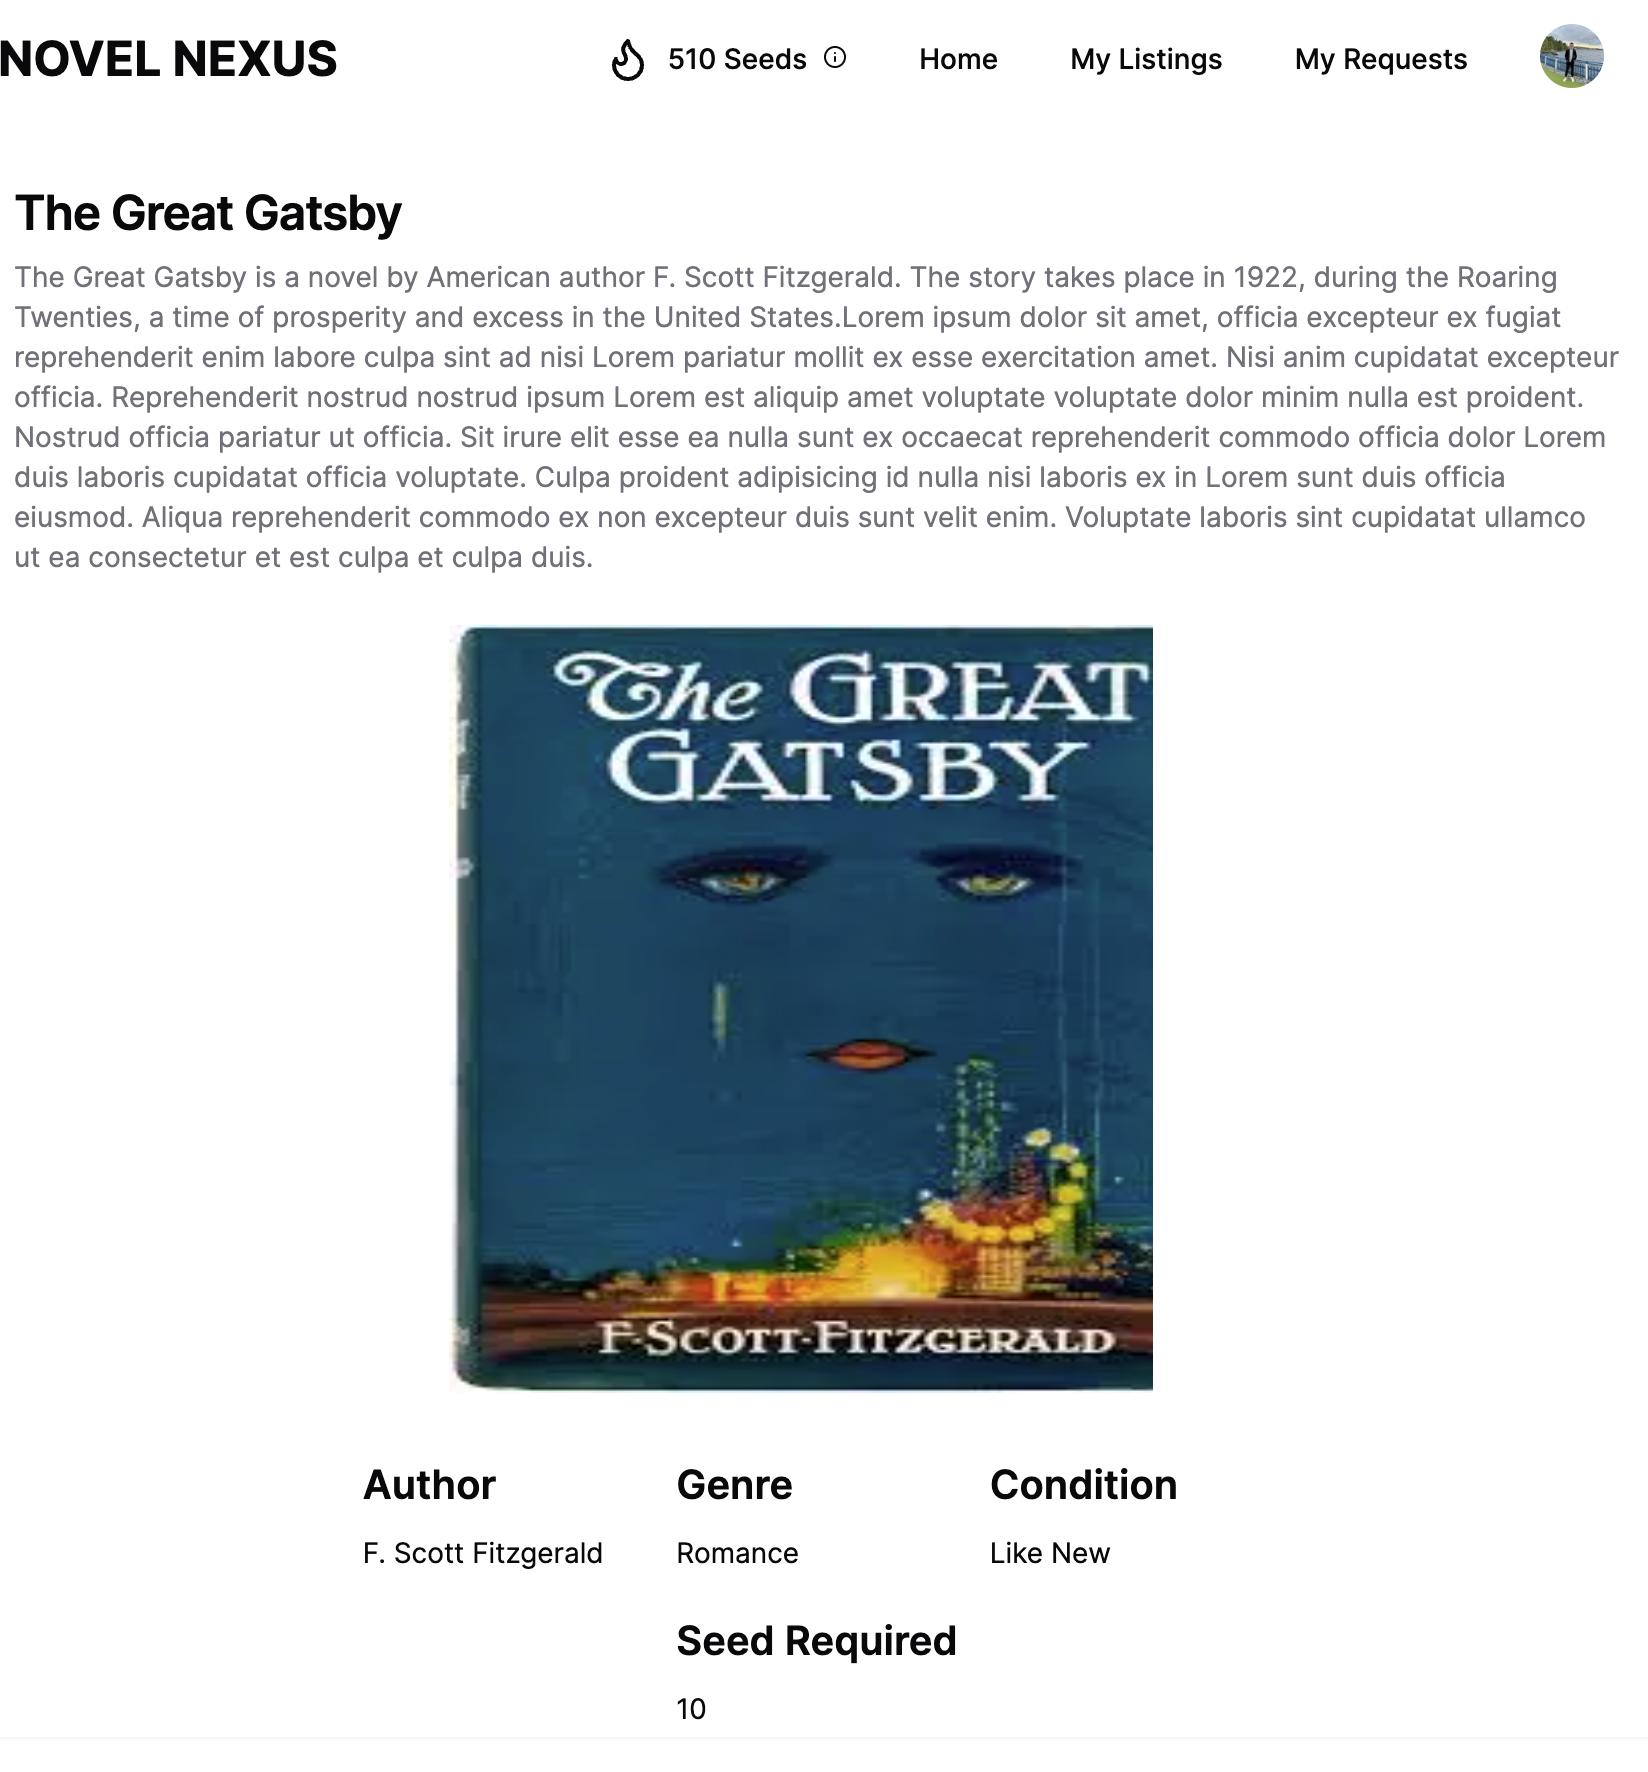 NOVEL NEXUS
510 Seeds
Home
My Listings
My Requests
The Great Gatsby
The Great Gatsby is a novel by American author F. Scott Fitzgerald. The story takes place in 1922, during the Roaring
Twenties, a time of prosperity and excess in the United States.Lorem ipsum dolor sit amet, officia excepteur ex fugiat
reprehenderit enim labore culpa sint ad nisi Lorem pariatur mollit ex esse exercitation amet. Nisi anim cupidatat excepteur
officia. Reprehenderit nostrud nostrud ipsum Lorem est aliquip amet voluptate voluptate dolor minim nulla est proident.
Nostrud officia pariatur ut officia. Sit irure elit esse ea nulla sunt ex occaecat reprehenderit commodo officia dolor Lorem
duis laboris cupidatat officia voluptate. Culpa proident adipisicing id nulla nisi laboris ex in Lorem sunt duis officia
eiusmod. Aliqua reprehenderit commodo ex non excepteur duis sunt velit enim. Voluptate laboris sint cupidatat ullamco
ut ea consectetur et est culpa et culpa duis.
The GREAT
GATSBY
F·SCOTT·FITZGERALD
Author
F. Scott Fitzgerald
Genre
Romance
Condition
Like New
Seed Required
10